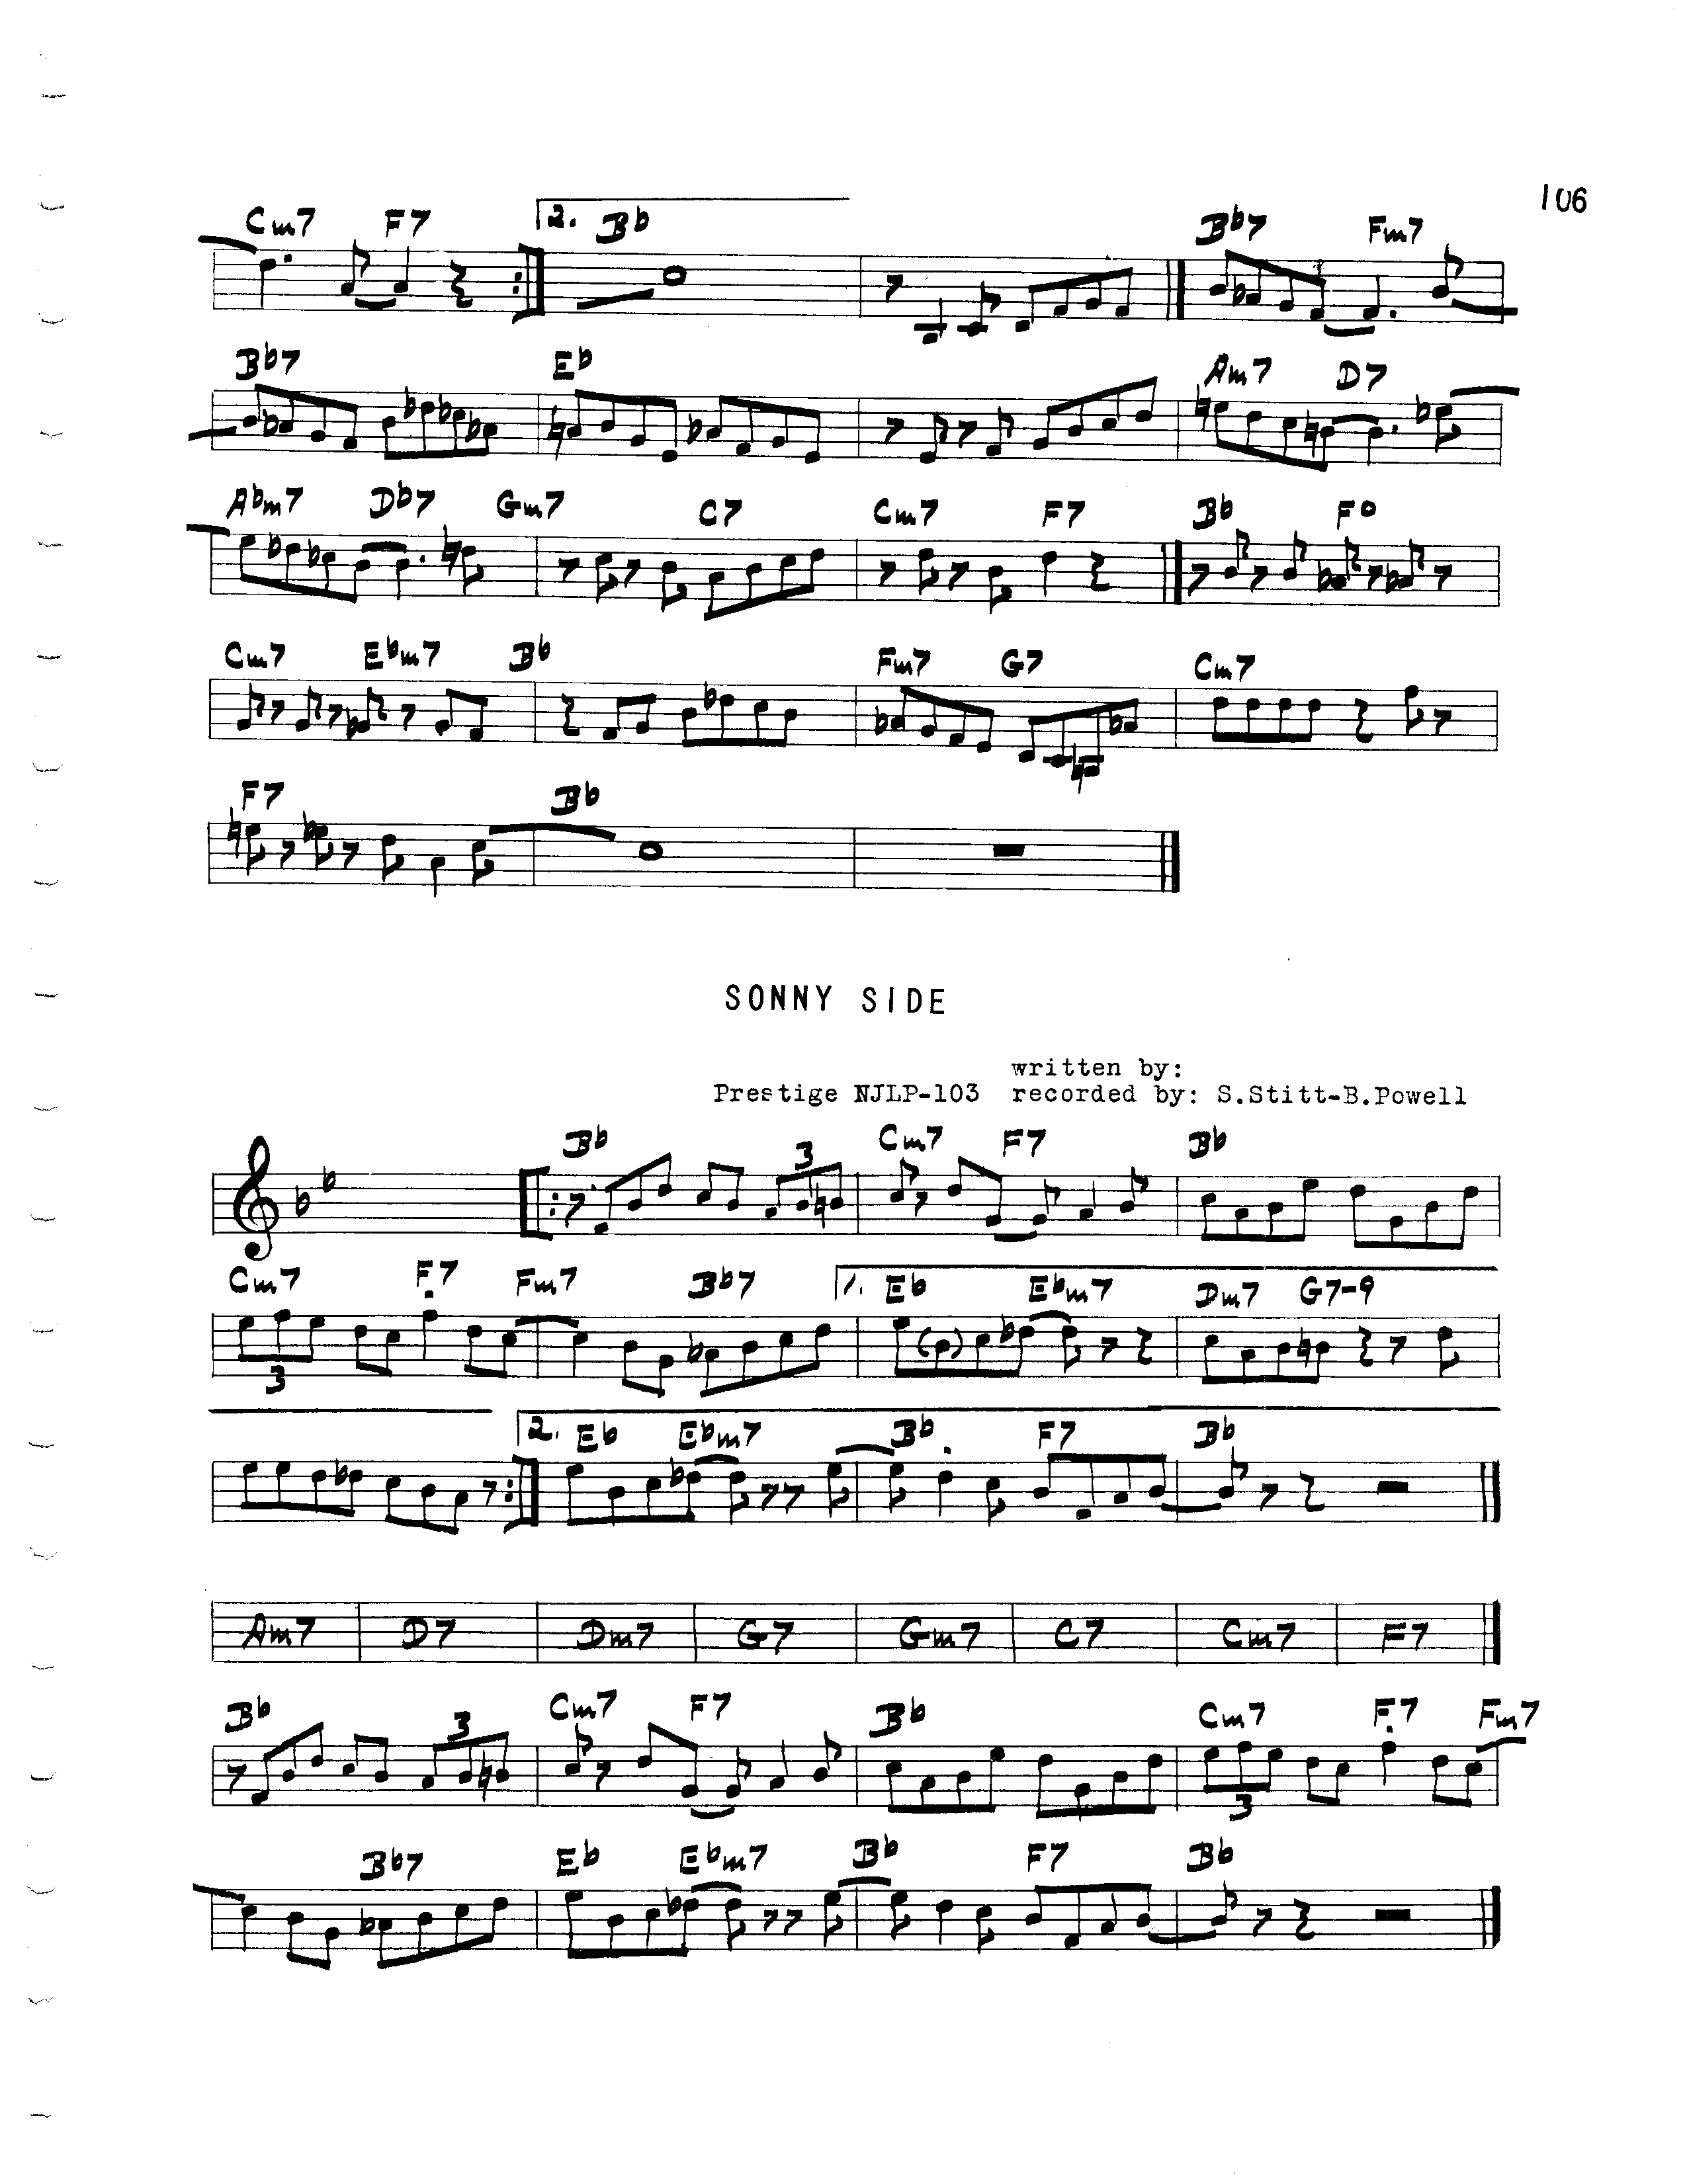 106
Cm7 F7 2. Bb Bb7 Fm7
Bb7 Eb Am7 D7
Abm7 Db7 Gm7 C7 Cm7 F7 Bb Fo
Cm7 Ebm7 Bb Fm7 G7 Cm7
F7 Bb
SONNY SIDE
written by:
Prestige NJLP-103 recorded by: S.Stitt-B.Powell
Bb 3 Cm7 F7 Bb
Cm7 F7 Fm7 Bb7 1. Eb Ebm7 Dm7 G7-9
3
2. Eb Ebm7 Bb F7 Bb
Am7 D7 Dm7 G7 Gm7 C7 Cm7 F7
Bb 3 Cm7 F7 Bb Cm7 F7 Fm7
3
Bb7 Eb Ebm7 Bb F7 Bb